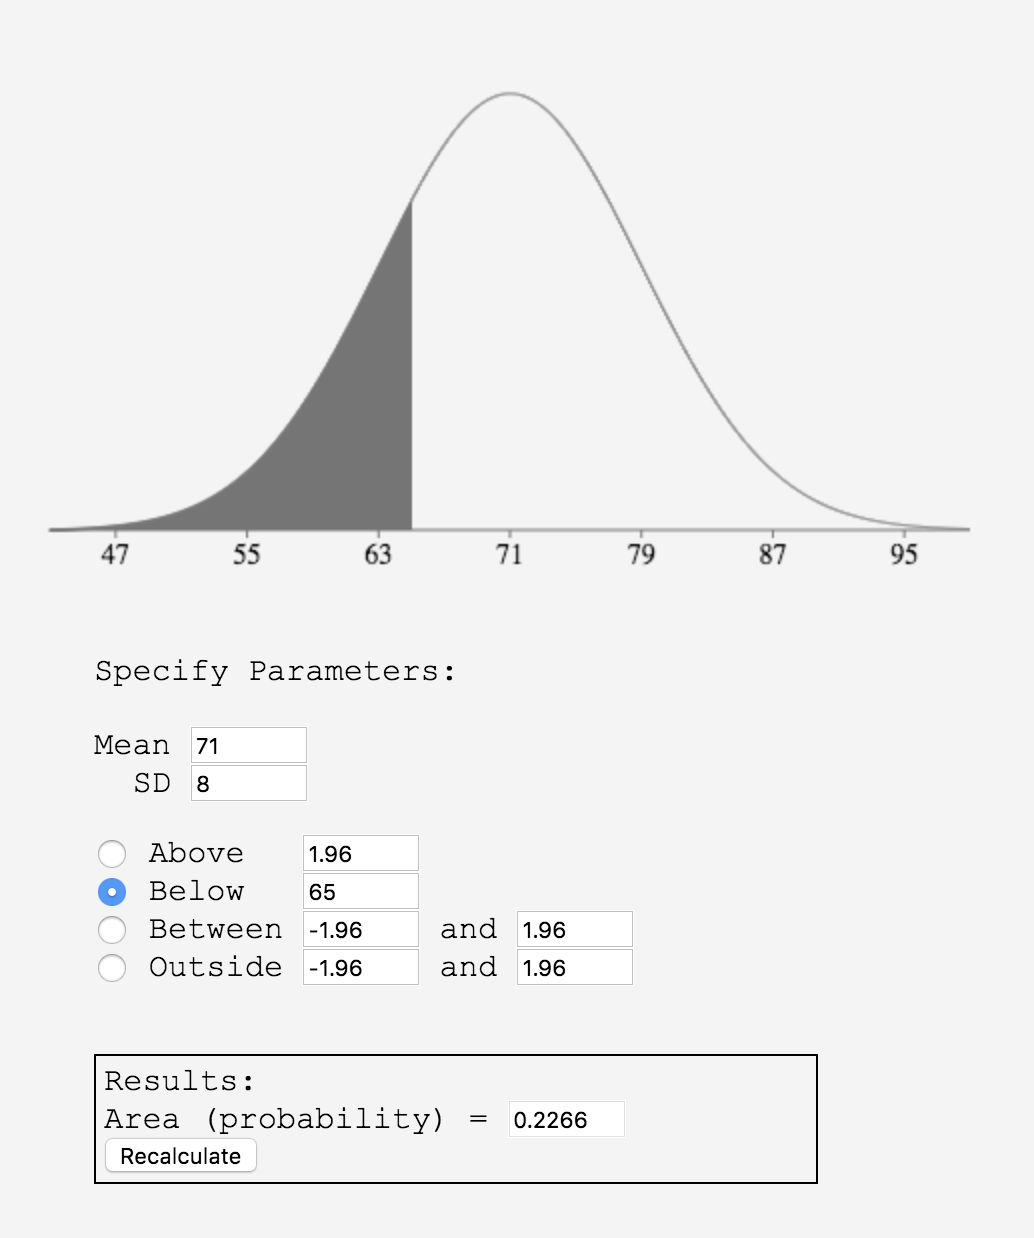 47 55 63 71 79 87 95
Specify Parameters:
Mean 71
SD 8
Above 1.96
Below 65
Between -1.96 and 1.96
Outside -1.96 and 1.96
Results:
Area (probability) = 0.2266
Recalculate